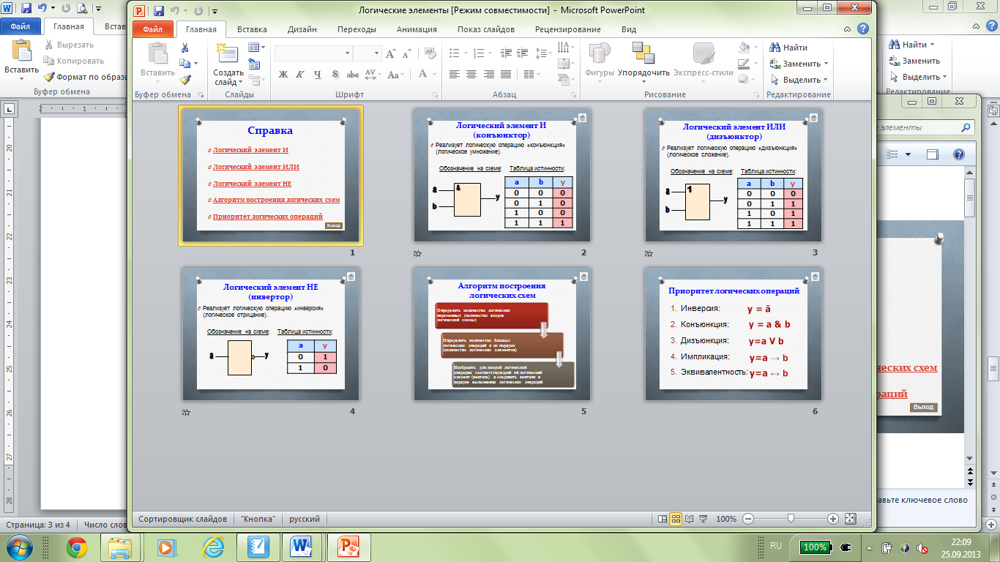 Логические элементы [Режим совместимости] - Microsoft PowerPoint
Файл Главная Встав
Вырезать
Копировать
Формат по образц
Вставить
Буфер обмена
Файл Главная Вставка Дизайн Переходы Анимация Показ слайдов Рецензирование Вид
Вставить
Буфер обмена
Создать слайд
Слайды
Ж К Ч S abc AV Aa A
Шрифт
Абзац
Фигуры Упорядочить Экспресс-стили
Рисование
Найти
Заменить
Выделить
Редактирование
Найти
Заменить
Выделить
Редактирование
элементы
Справка
Логический элемент И
Логический элемент ИЛИ
Логический элемент НЕ
Алгоритм построения логических схем
Приоритет логических операций
Выход
1
Логический элемент И
(конъюнктор)
Реализует логическую операцию «конъюнкция»
(логическое умножение).
Обозначение на схеме: Таблица истинности:
a b & y
a b y
0 0 0
0 1 0
1 0 0
1 1 1
2
Логический элемент ИЛИ
(дизъюнктор)
Реализует логическую операцию «дизъюнкция»
(логическое сложение).
Обозначение на схеме: Таблица истинности:
a b 1 y
a b y
0 0 0
0 1 1
1 0 1
1 1 1
3
Логический элемент НЕ
(инвертор)
Реализует логическую операцию «инверсия»
(логическое отрицание).
Обозначение на схеме: Таблица истинности:
a y
a y
0 1
1 0
4
Алгоритм построения
логических схем
Определить количество логических
переменных (количество входов
логической схемы)
Определить количество базовых
логических операций и их порядок
(количество логических элементов)
Изобразить для каждой логической
операции соответствующий ей логический
элемент (вентиль) и соединить вентили в
порядке выполнения логических операций
5
Приоритет логических операций
1. Инверсия: y = ā
2. Конъюнкция: y = a & b
3. Дизъюнкция: y=a V b
4. Импликация: y=a → b
5. Эквивалентность: y=a ↔ b
6
ческих схем
раций
Выход
авьте ключевое слово
Страница: 3 из 4 Число слов
Сортировщик слайдов "Кнопка" русский 100%
RU 100% 22:09
25.09.2013